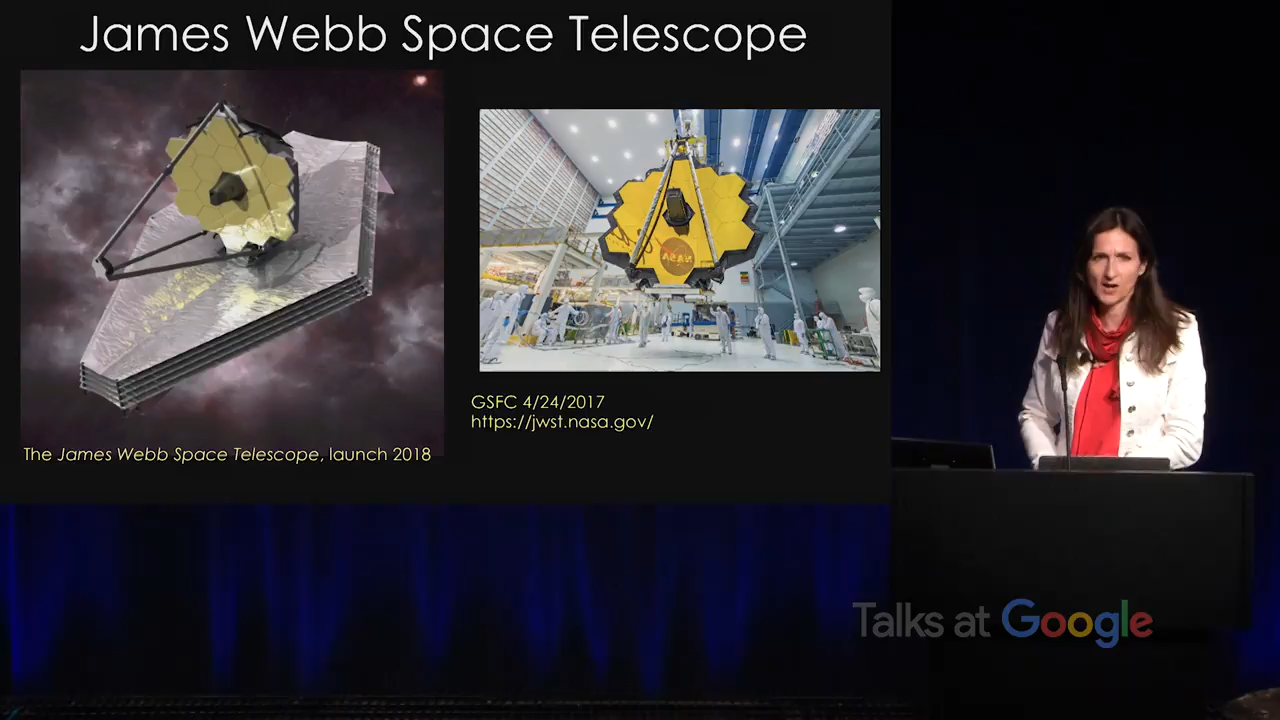 James Webb Space Telescope
NASA
GSFC 4/24/2017
https://jwst.nasa.gov/
The James Webb Space Telescope, launch 2018
Talks at Google